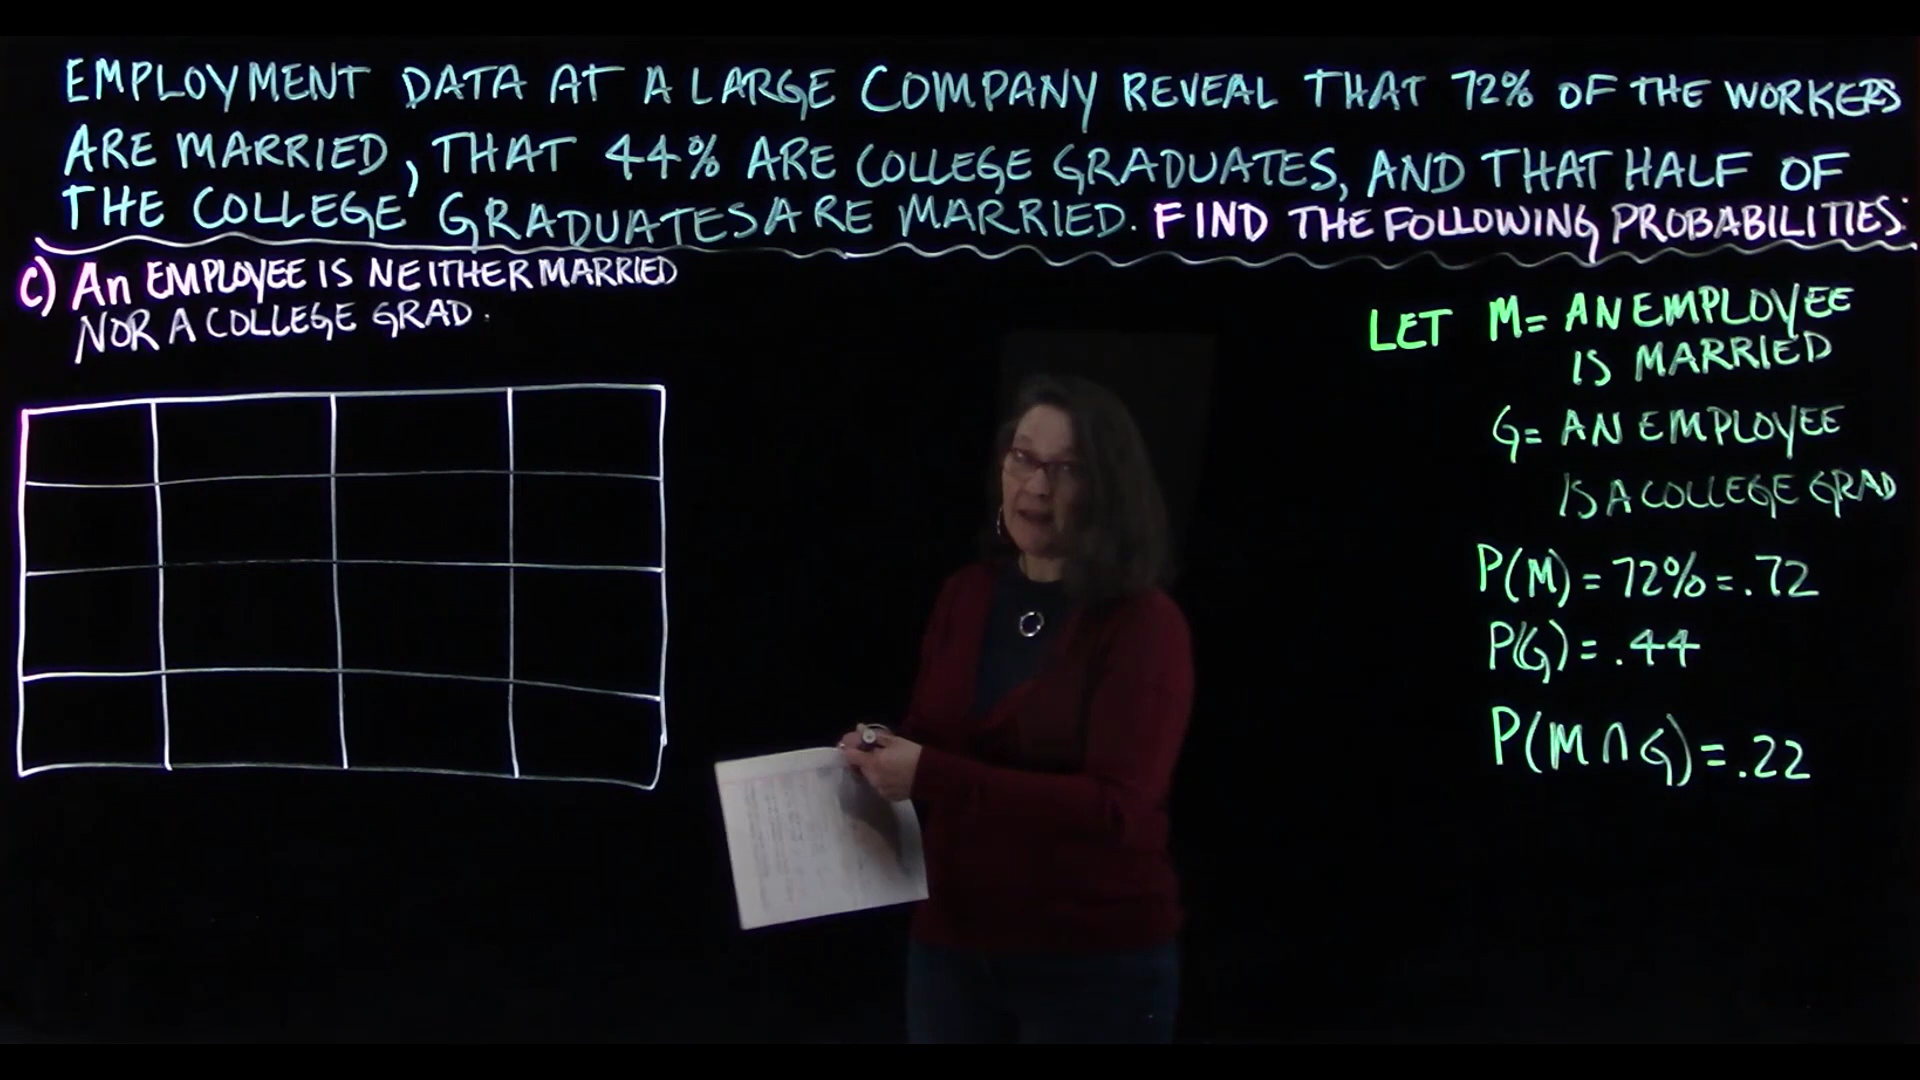 EMPLOYMENT DATA AT A LARGE COMPANY REVEAL THAT 72% OF THE WORKERS
ARE MARRIED, THAT 44% ARE COLLEGE GRADUATES, AND THAT HALF OF
THE COLLEGE GRADUATES ARE MARRIED. FIND THE FOLLOWING PROBABILITIES:
C) An EMPLOYEE IS NEITHER MARRIED
NOR A COLLEGE GRAD.
LET M = AN EMPLOYEE
IS MARRIED
G = AN EMPLOYEE
IS A COLLEGE GRAD
P(M) = 72% = .72
P(G) = .44
P(M ∩ G) = .22